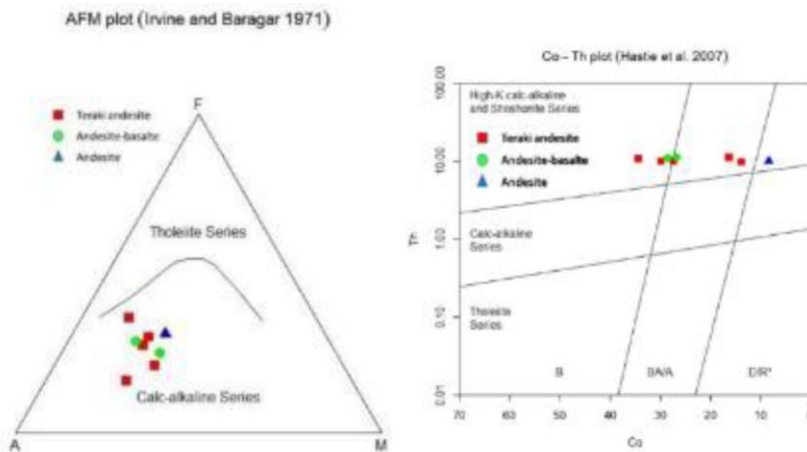 AFM plot (Irvine and Baragar 1971)
F
Teraki andesite
Andesite-basalte
Andesite
Tholeiite Series
Calc-alkaline Series
A
M
Co – Th plot (Hastie et al. 2007)
High-K calc-alkaline
and Shoshonite Series
Teraki andesite
Andesite-basalte
Andesite
Calc-alkaline
Series
Tholeiite
Series
B
BA/A
D/R*
Th
100.00
10.00
1.00
0.10
0.01
70
60
50
40
30
20
10
0
Co